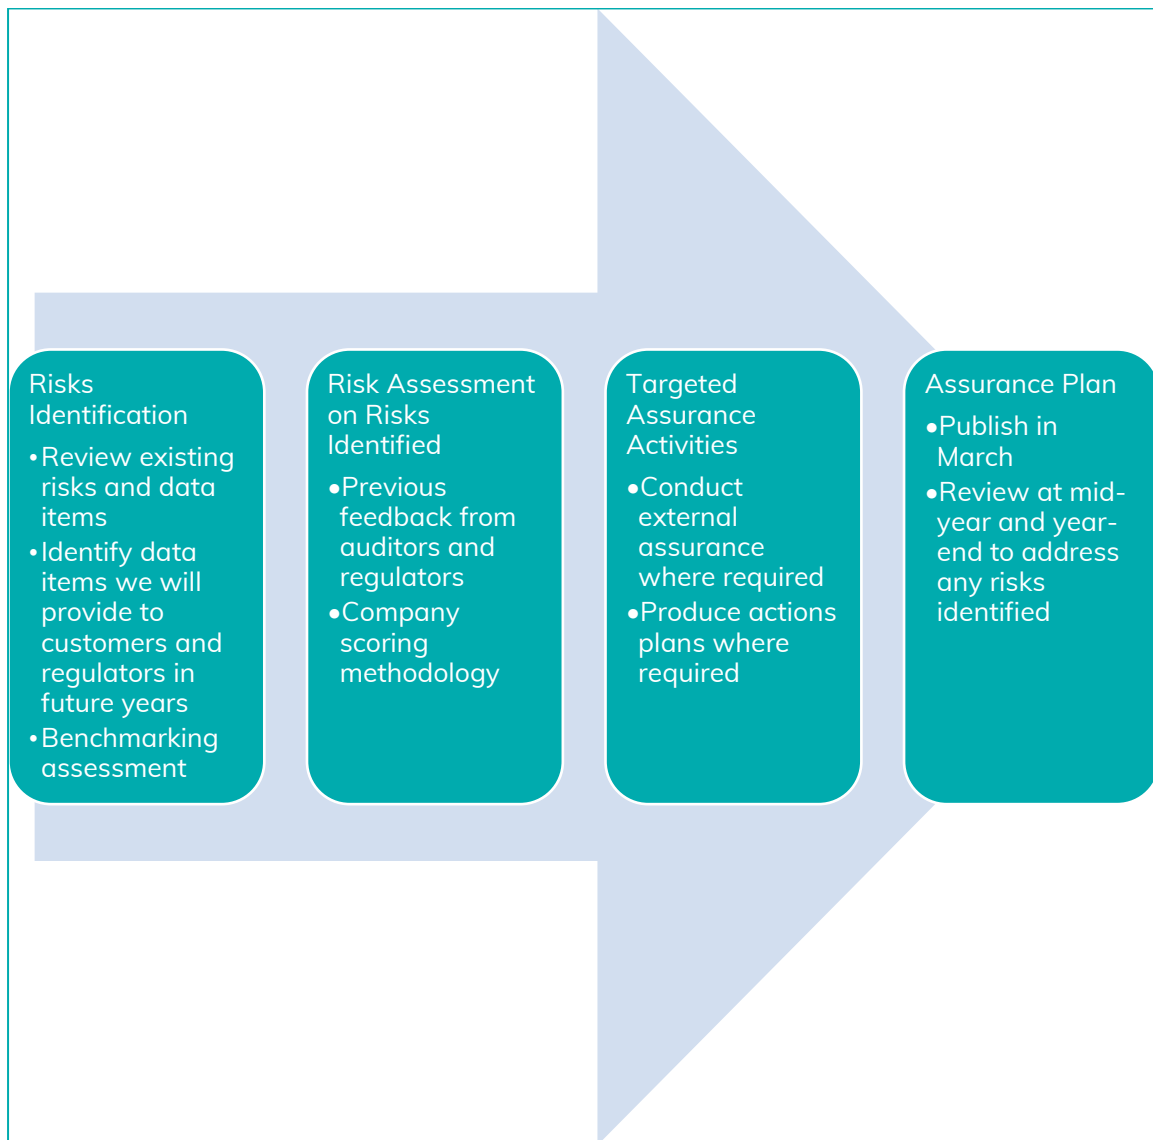 Risks
Identification
•Review existing
risks and data
items
•Identify data
items we will
provide to
customers and
regulators in
future years
•Benchmarking
assessment
Risk Assessment
on Risks
Identified
•Previous
feedback from
auditors and
regulators
•Company
scoring
methodology
Targeted
Assurance
Activities
•Conduct
external
assurance
where required
•Produce actions
plans where
required
Assurance Plan
•Publish in
March
•Review at mid-
year and year-
end to address
any risks
identified